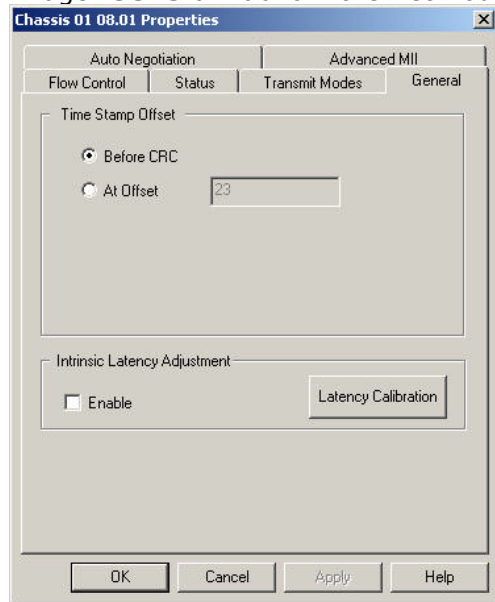 Chassis 01 08.01 Properties
Auto Negotiation Advanced MII
Flow Control Status Transmit Modes General
Time Stamp Offset
Before CRC
At Offset 23
Intrinsic Latency Adjustment
Enable Latency Calibration
OK Cancel Apply Help